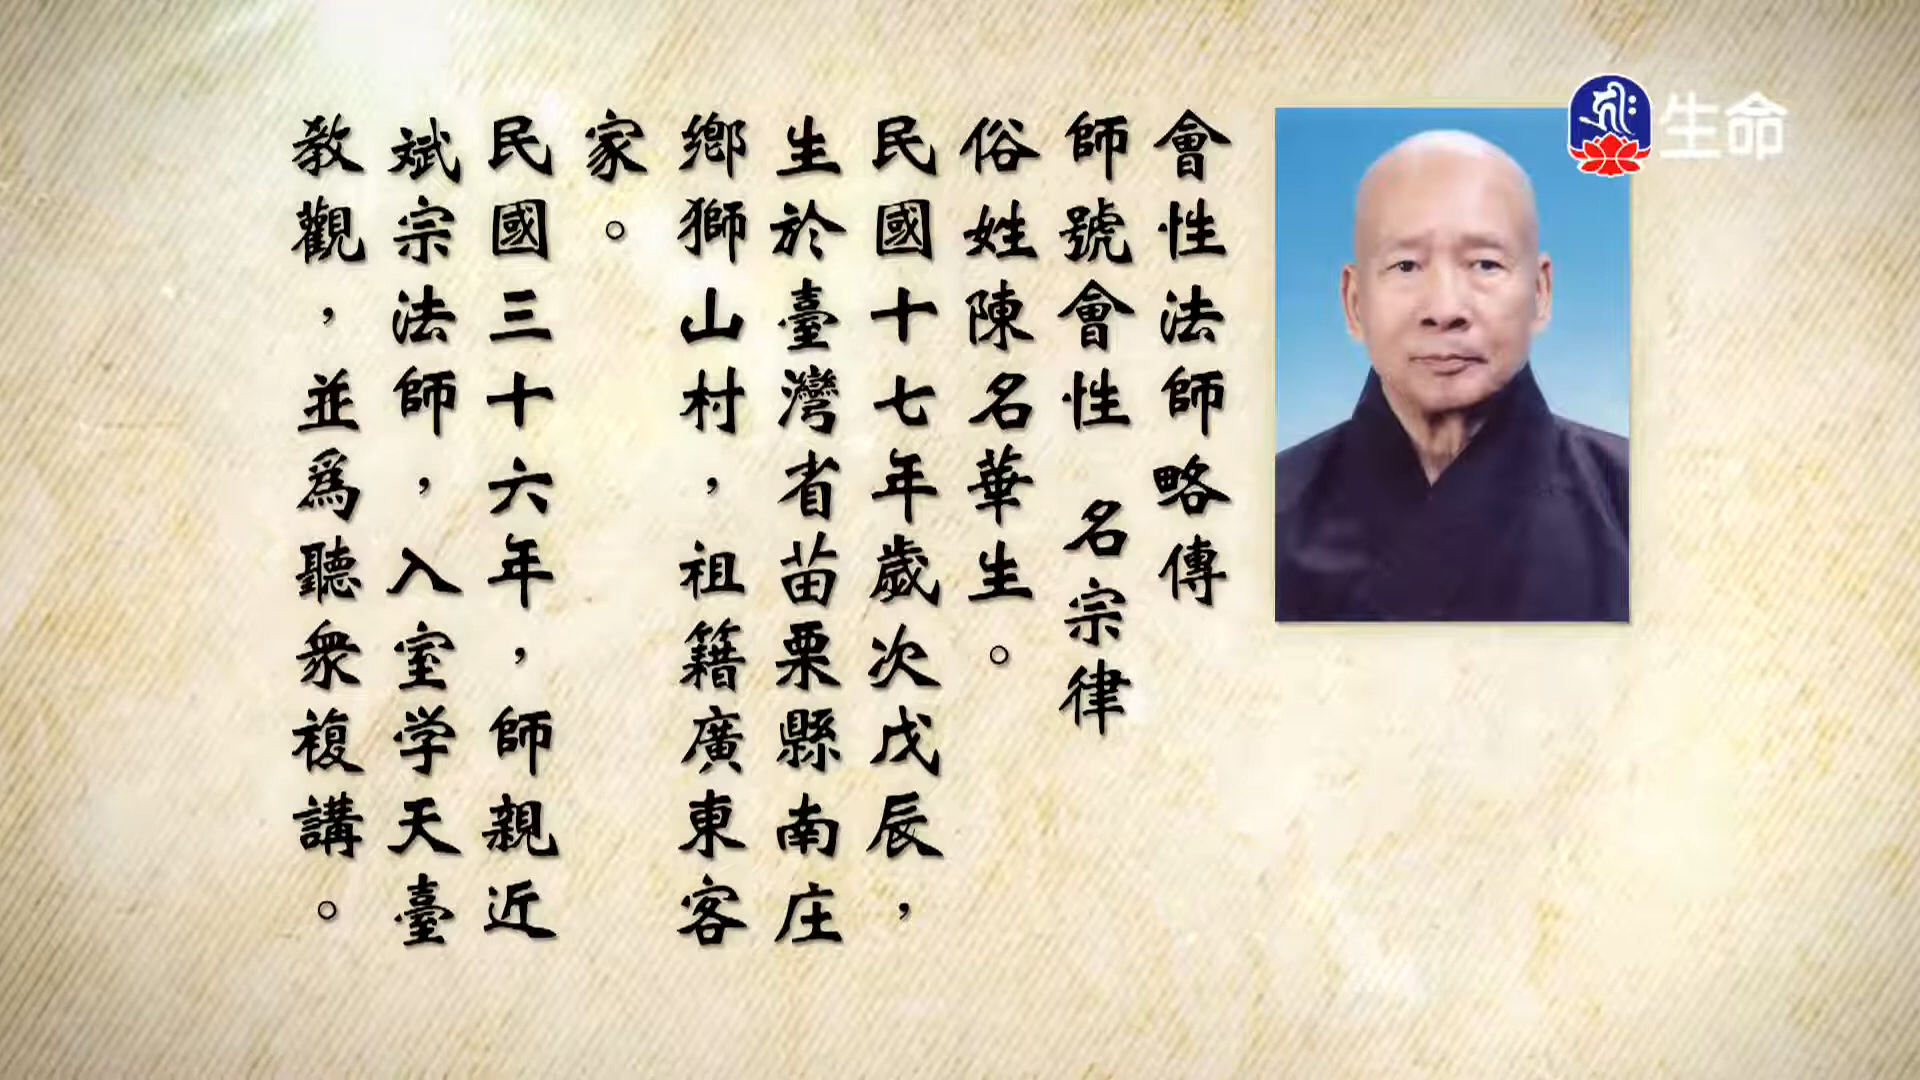 會性法師略傳
師號會性 名宗律
俗姓陳名華生。
民國十七年歲次戊辰，
生於臺灣省苗栗縣南庄
鄉獅山村，祖籍廣東客
家。
民國三十六年，師親近
斌宗法師，入室学天臺
教觀，並為聽衆複講。
生命